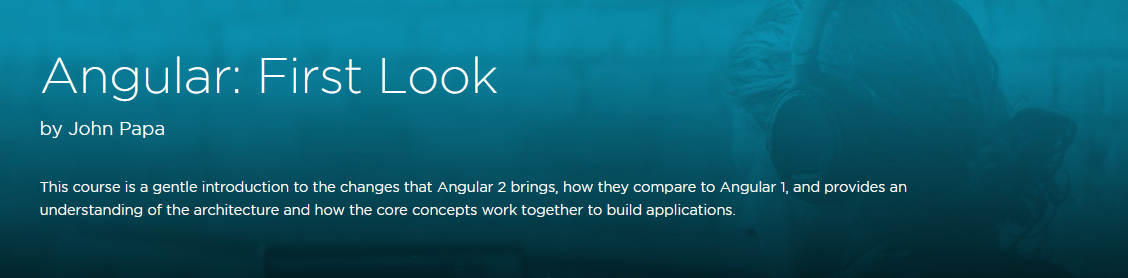 Angular: First Look
by John Papa
This course is a gentle introduction to the changes that Angular 2 brings, how they compare to Angular 1, and provides an
understanding of the architecture and how the core concepts work together to build applications.